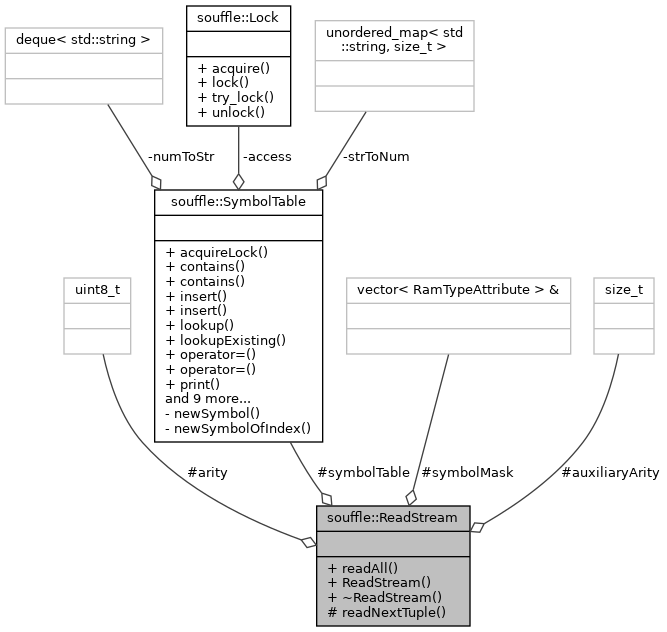 souffle::Lock
+ acquire()
+ lock()
+ try_lock()
+ unlock()
deque< std::string >
unordered_map< std
::string, size_t >
-numToStr
-access
-strToNum
souffle::SymbolTable
+ acquireLock()
+ contains()
+ contains()
+ insert()
+ insert()
+ lookup()
+ lookupExisting()
+ operator=()
+ operator=()
+ print()
and 9 more...
- newSymbol()
- newSymbolOfIndex()
uint8_t
vector< RamTypeAttribute > &
size_t
#arity
#symbolTable
#symbolMask
#auxiliaryArity
souffle::ReadStream
+ readAll()
+ ReadStream()
+ ~ReadStream()
# readNextTuple()